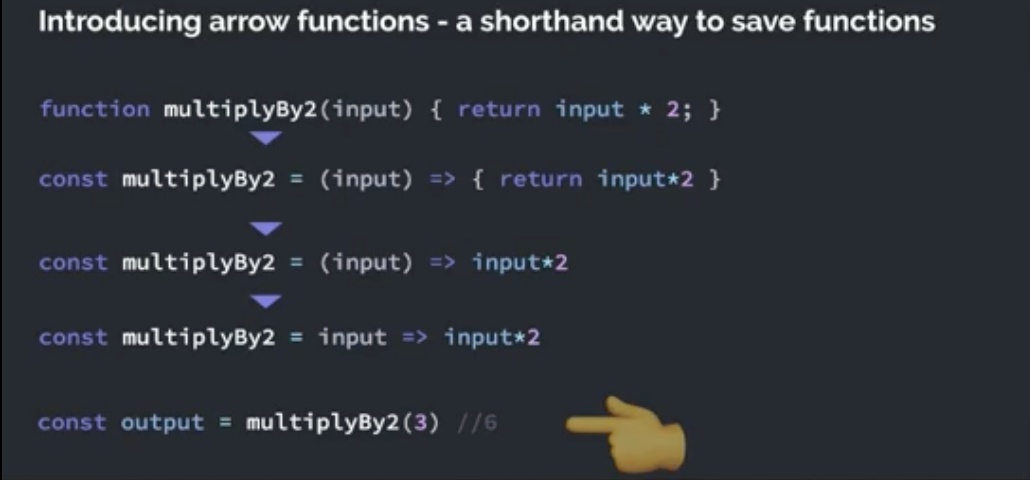 Introducing arrow functions - a shorthand way to save functions
function multiplyBy2(input) { return input * 2; }
const multiplyBy2 = (input) => { return input*2 }
const multiplyBy2 = (input) => input*2
const multiplyBy2 = input => input*2
const output = multiplyBy2(3) //6